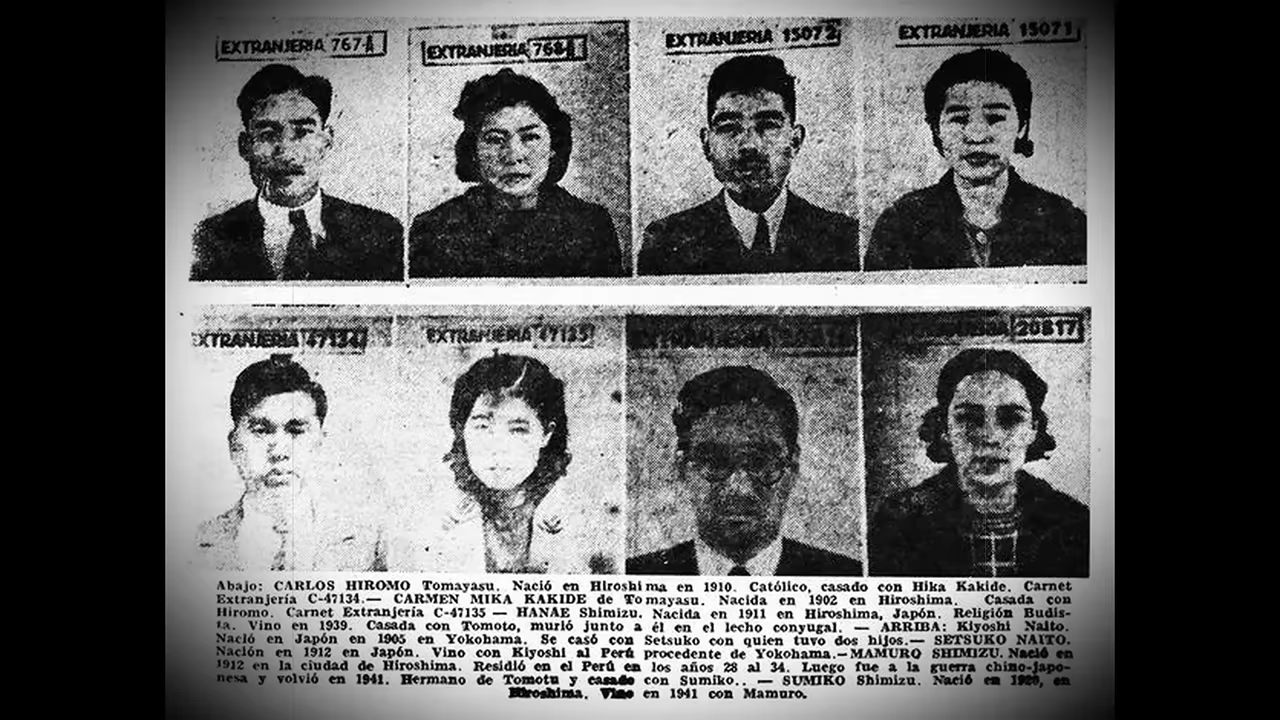 EXTRANJERIA 767A
EXTRANJERIA 768
EXTRANJERIA 15072
EXTRANJERIA 15071
EXTRANJERIA 47134
EXTRANJERIA 47135
20817
Abajo: CARLOS HIROMO Tomayasu. Nació en Hiroshima en 1910. Católico, casado con Hika Kakide. Carnet
Extranjería C-47134.— CARMEN MIKA KAKIDE de Tomayasu. Nacida en 1902 en Hiroshima. Casada con
Hiromo. Carnet Extranjería C-47135 — HANAE Shimizu. Nacida en 1911 en Hiroshima, Japón. Religión Budis-
ta. Vino en 1939. Casada con Tomoto, murió junto a él en el lecho conyugal. — ARRIBA: Kiyoshi Naito.
Nació en Japón en 1905 en Yokohama. Se casó con Setsuko con quien tuvo dos hijos.— SETSUKO NAITO.
Nación en 1912 en Japón. Vino con Kiyoshi al Perú procedente de Yokohama.—MAMURO SHIMIZU. Nació en
1912 en la ciudad de Hiroshima. Residió en el Perú en los años 28 al 34. Luego fue a la guerra chino-japo-
nesa y volvió en 1941. Hermano de Tomotu y casado con Sumiko.. — SUMIKO Shimizu. Nació en 1920, en
Hiroshima. Vino en 1941 con Mamuro.